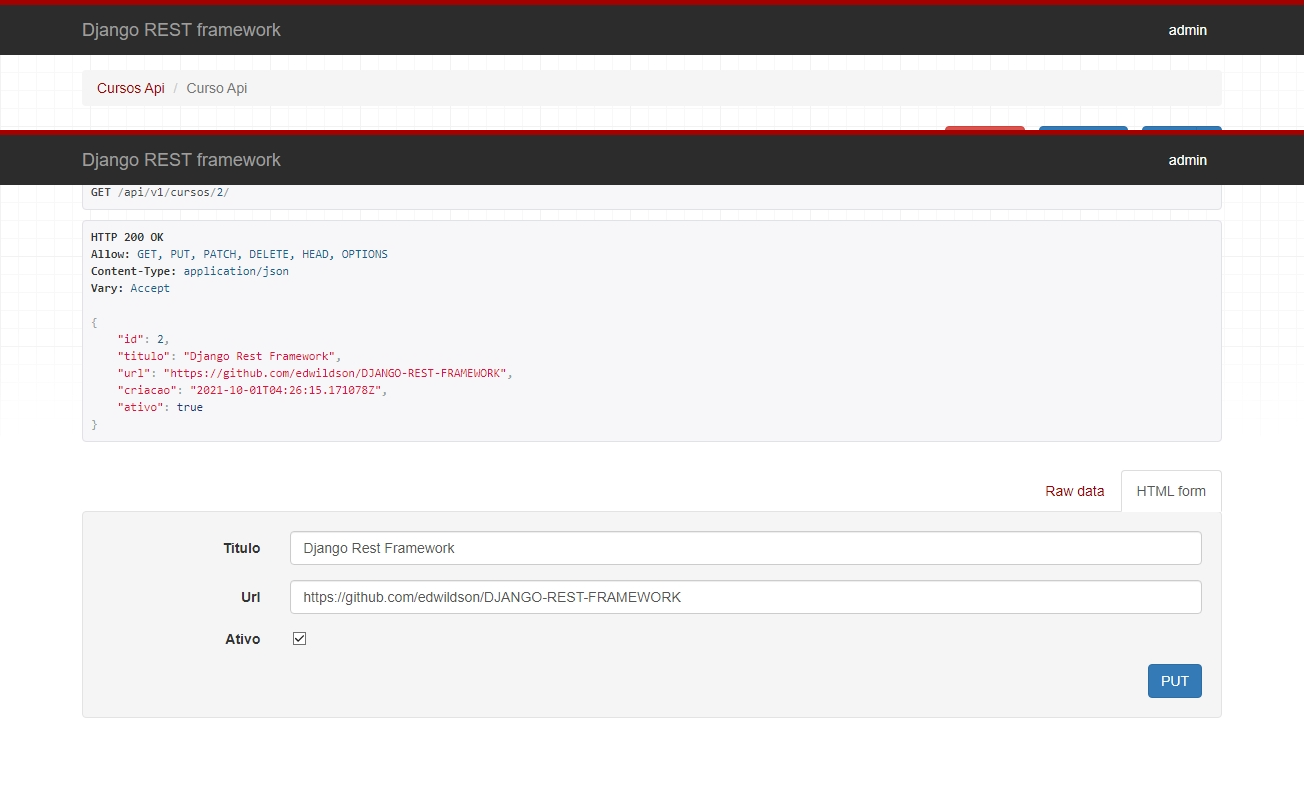 Django REST framework admin
Cursos Api / Curso Api
Django REST framework admin
GET /api/v1/cursos/2/
HTTP 200 OK
Allow: GET, PUT, PATCH, DELETE, HEAD, OPTIONS
Content-Type: application/json
Vary: Accept
{
    "id": 2,
    "titulo": "Django Rest Framework",
    "url": "https://github.com/edwildson/DJANGO-REST-FRAMEWORK",
    "criacao": "2021-10-01T04:26:15.171078Z",
    "ativo": true
}
Raw data HTML form
Titulo Django Rest Framework
Url https://github.com/edwildson/DJANGO-REST-FRAMEWORK
Ativo
PUT